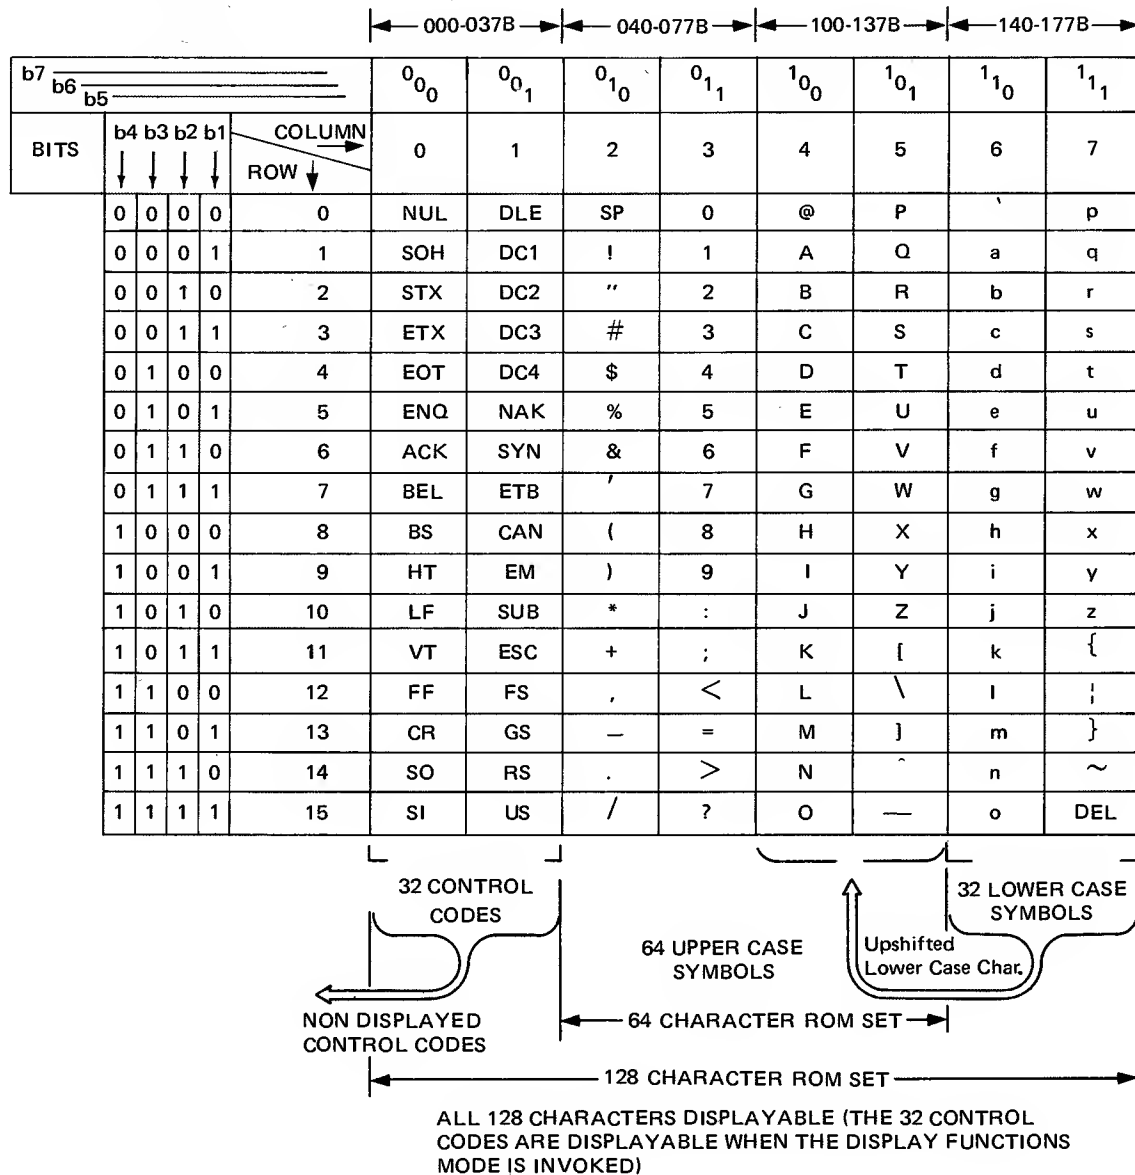 000-037B 040-077B 100-137B 140-177B
b7 0 0 0 0 0 1 0 1 0 0 1 1 1 0 0 1 0 1 1 1 0 1 1 1
b6
b5
BITS b4 b3 b2 b1 COLUMN 0 1 2 3 4 5 6 7
ROW
0 0 0 0 0 NUL DLE SP 0 @ P ` p
0 0 0 1 1 SOH DC1 ! 1 A Q a q
0 0 1 0 2 STX DC2 " 2 B R b r
0 0 1 1 3 ETX DC3 # 3 C S c s
0 1 0 0 4 EOT DC4 $ 4 D T d t
0 1 0 1 5 ENQ NAK % 5 E U e u
0 1 1 0 6 ACK SYN & 6 F V f v
0 1 1 1 7 BEL ETB ' 7 G W g w
1 0 0 0 8 BS CAN ( 8 H X h x
1 0 0 1 9 HT EM ) 9 I Y i y
1 0 1 0 10 LF SUB * : J Z j z
1 0 1 1 11 VT ESC + ; K [ k {
1 1 0 0 12 FF FS , < L \ l ¦
1 1 0 1 13 CR GS – = M ] m }
1 1 1 0 14 SO RS . > N ^ n ~
1 1 1 1 15 SI US / ? O — o DEL
32 CONTROL
CODES
32 LOWER CASE
SYMBOLS
64 UPPER CASE
SYMBOLS
Upshifted
Lower Case Char.
NON DISPLAYED
CONTROL CODES
64 CHARACTER ROM SET
128 CHARACTER ROM SET
ALL 128 CHARACTERS DISPLAYABLE (THE 32 CONTROL
CODES ARE DISPLAYABLE WHEN THE DISPLAY FUNCTIONS
MODE IS INVOKED)